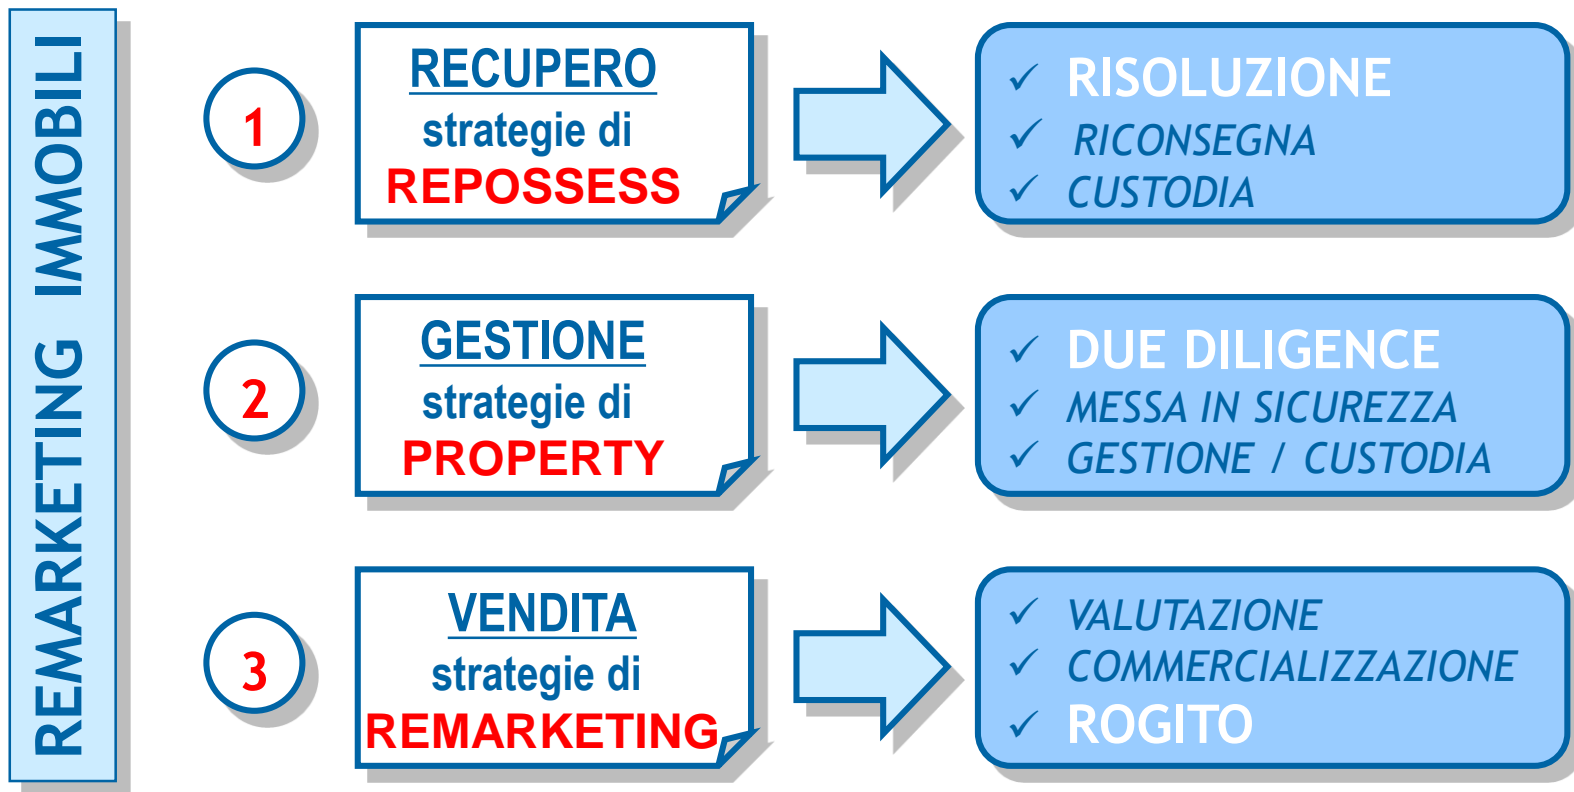 REMARKETING IMMOBILI
1
RECUPERO
strategie di
REPOSSESS
✓ RISOLUZIONE
✓ RICONSEGNA
✓ CUSTODIA
2
GESTIONE
strategie di
PROPERTY
✓ DUE DILIGENCE
✓ MESSA IN SICUREZZA
✓ GESTIONE / CUSTODIA
3
VENDITA
strategie di
REMARKETING
✓ VALUTAZIONE
✓ COMMERCIALIZZAZIONE
✓ ROGITO